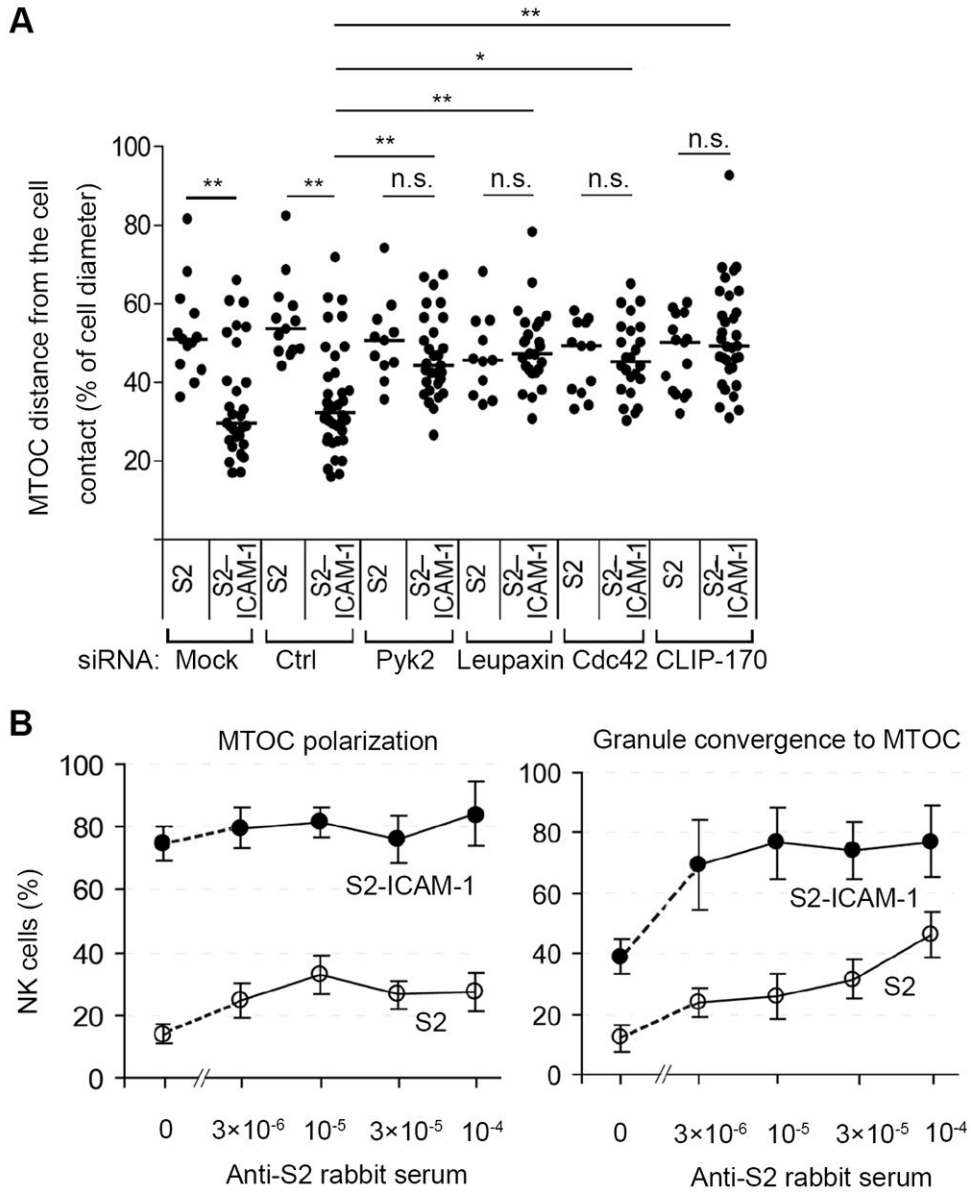 A
**
*
**
**
n.s.
** ** n.s. n.s. n.s.
MTOC distance from the cell
contact (% of cell diameter)
100
80
60
40
20
S2 S2–ICAM-1 S2 S2–ICAM-1 S2 S2–ICAM-1 S2 S2–ICAM-1 S2 S2–ICAM-1 S2 S2–ICAM-1
siRNA: Mock Ctrl Pyk2 Leupaxin Cdc42 CLIP-170
B
MTOC polarization
NK cells (%)
100
80
60
40
20
0
S2-ICAM-1
S2
0 3×10⁻⁶ 10⁻⁵ 3×10⁻⁵ 10⁻⁴
Anti-S2 rabbit serum
Granule convergence to MTOC
100
80
60
40
20
0
S2-ICAM-1
S2
0 3×10⁻⁶ 10⁻⁵ 3×10⁻⁵ 10⁻⁴
Anti-S2 rabbit serum